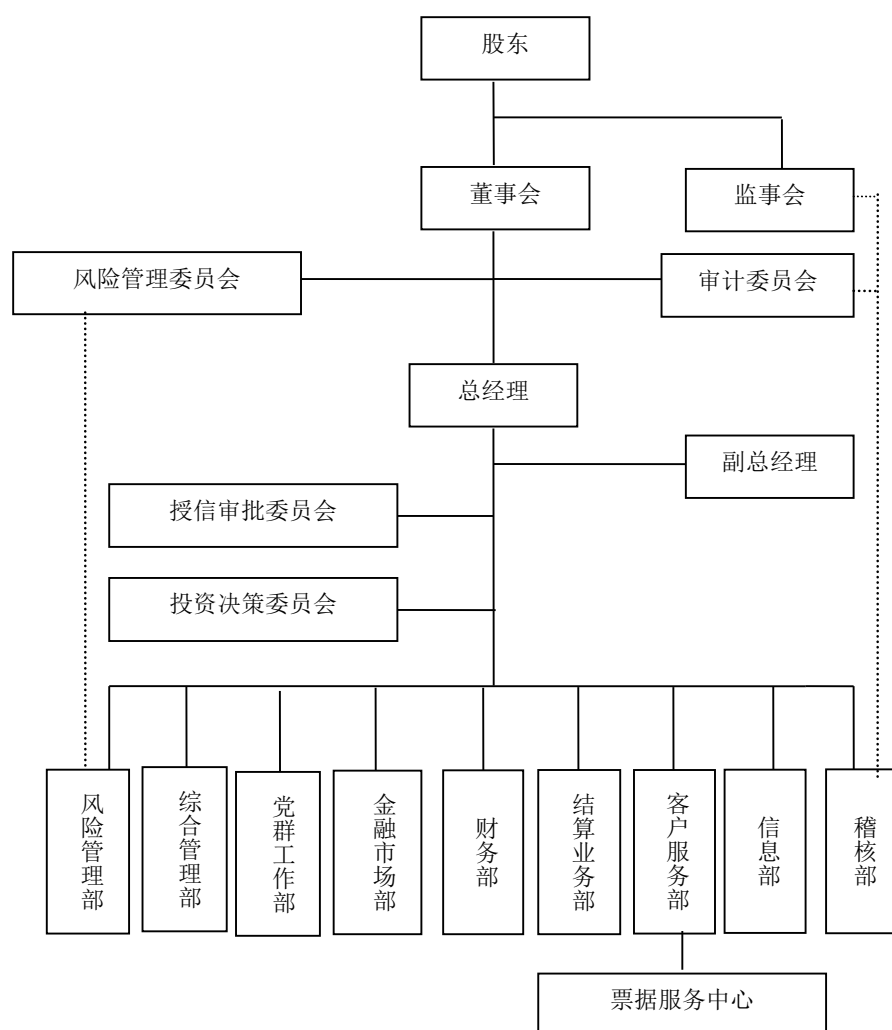 股东
董事会
监事会
风险管理委员会
审计委员会
总经理
副总经理
授信审批委员会
投资决策委员会
风险管理部
综合管理部
党群工作部
金融市场部
财务部
结算业务部
客户服务部
信息部
稽核部
票据服务中心